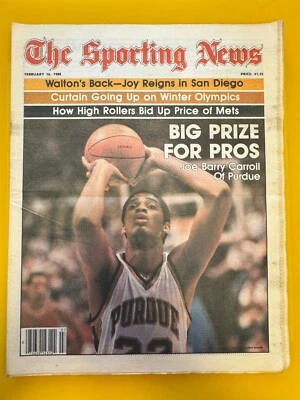 The Sporting News
FEBRUARY 16, 1980
PRICE: $1.25
Walton's Back—Joy Reigns in San Diego
Curtain Going Up on Winter Olympics
How High Rollers Bid Up Price of Mets
BIG PRIZE
FOR PROS
Joe Barry Carroll
Of Purdue
PURDUE